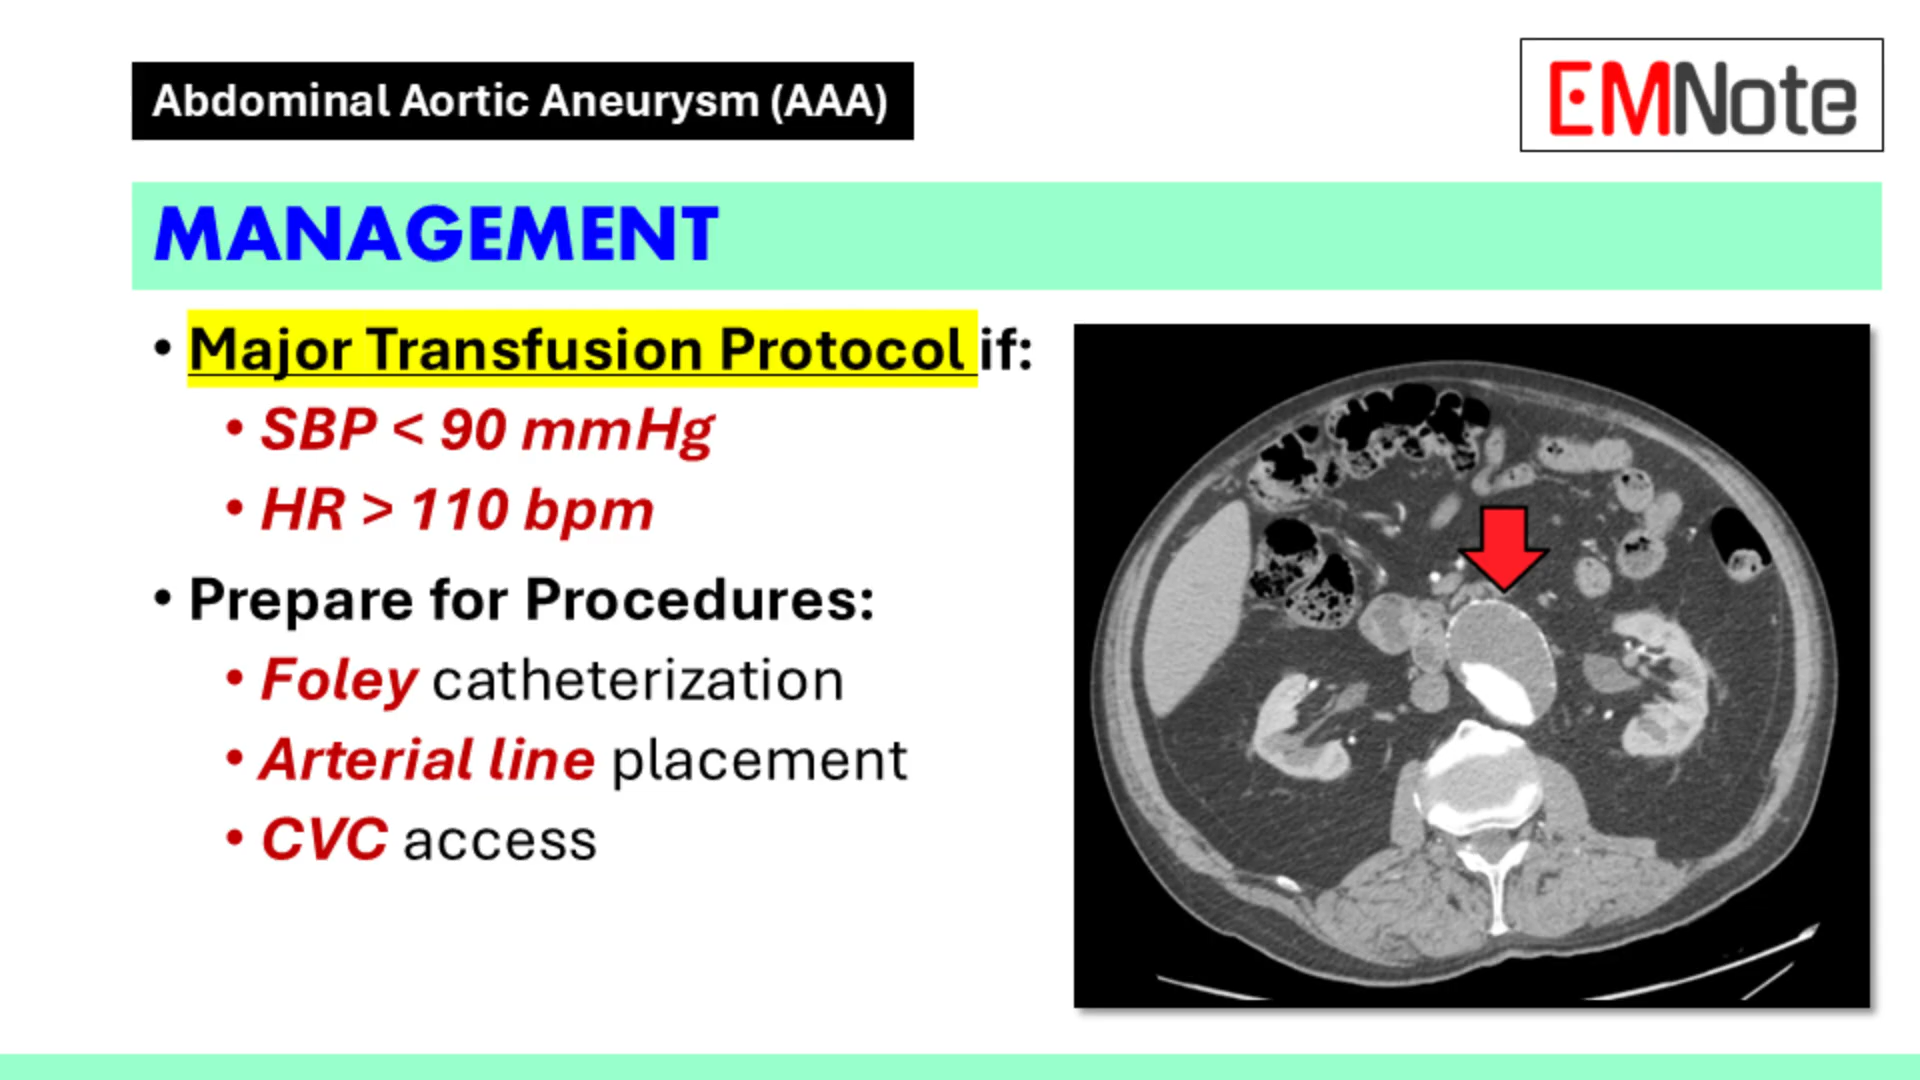 Abdominal Aortic Aneurysm (AAA)
EMNote
MANAGEMENT
• Major Transfusion Protocol if:
• SBP < 90 mmHg
• HR > 110 bpm
• Prepare for Procedures:
• Foley catheterization
• Arterial line placement
• CVC access